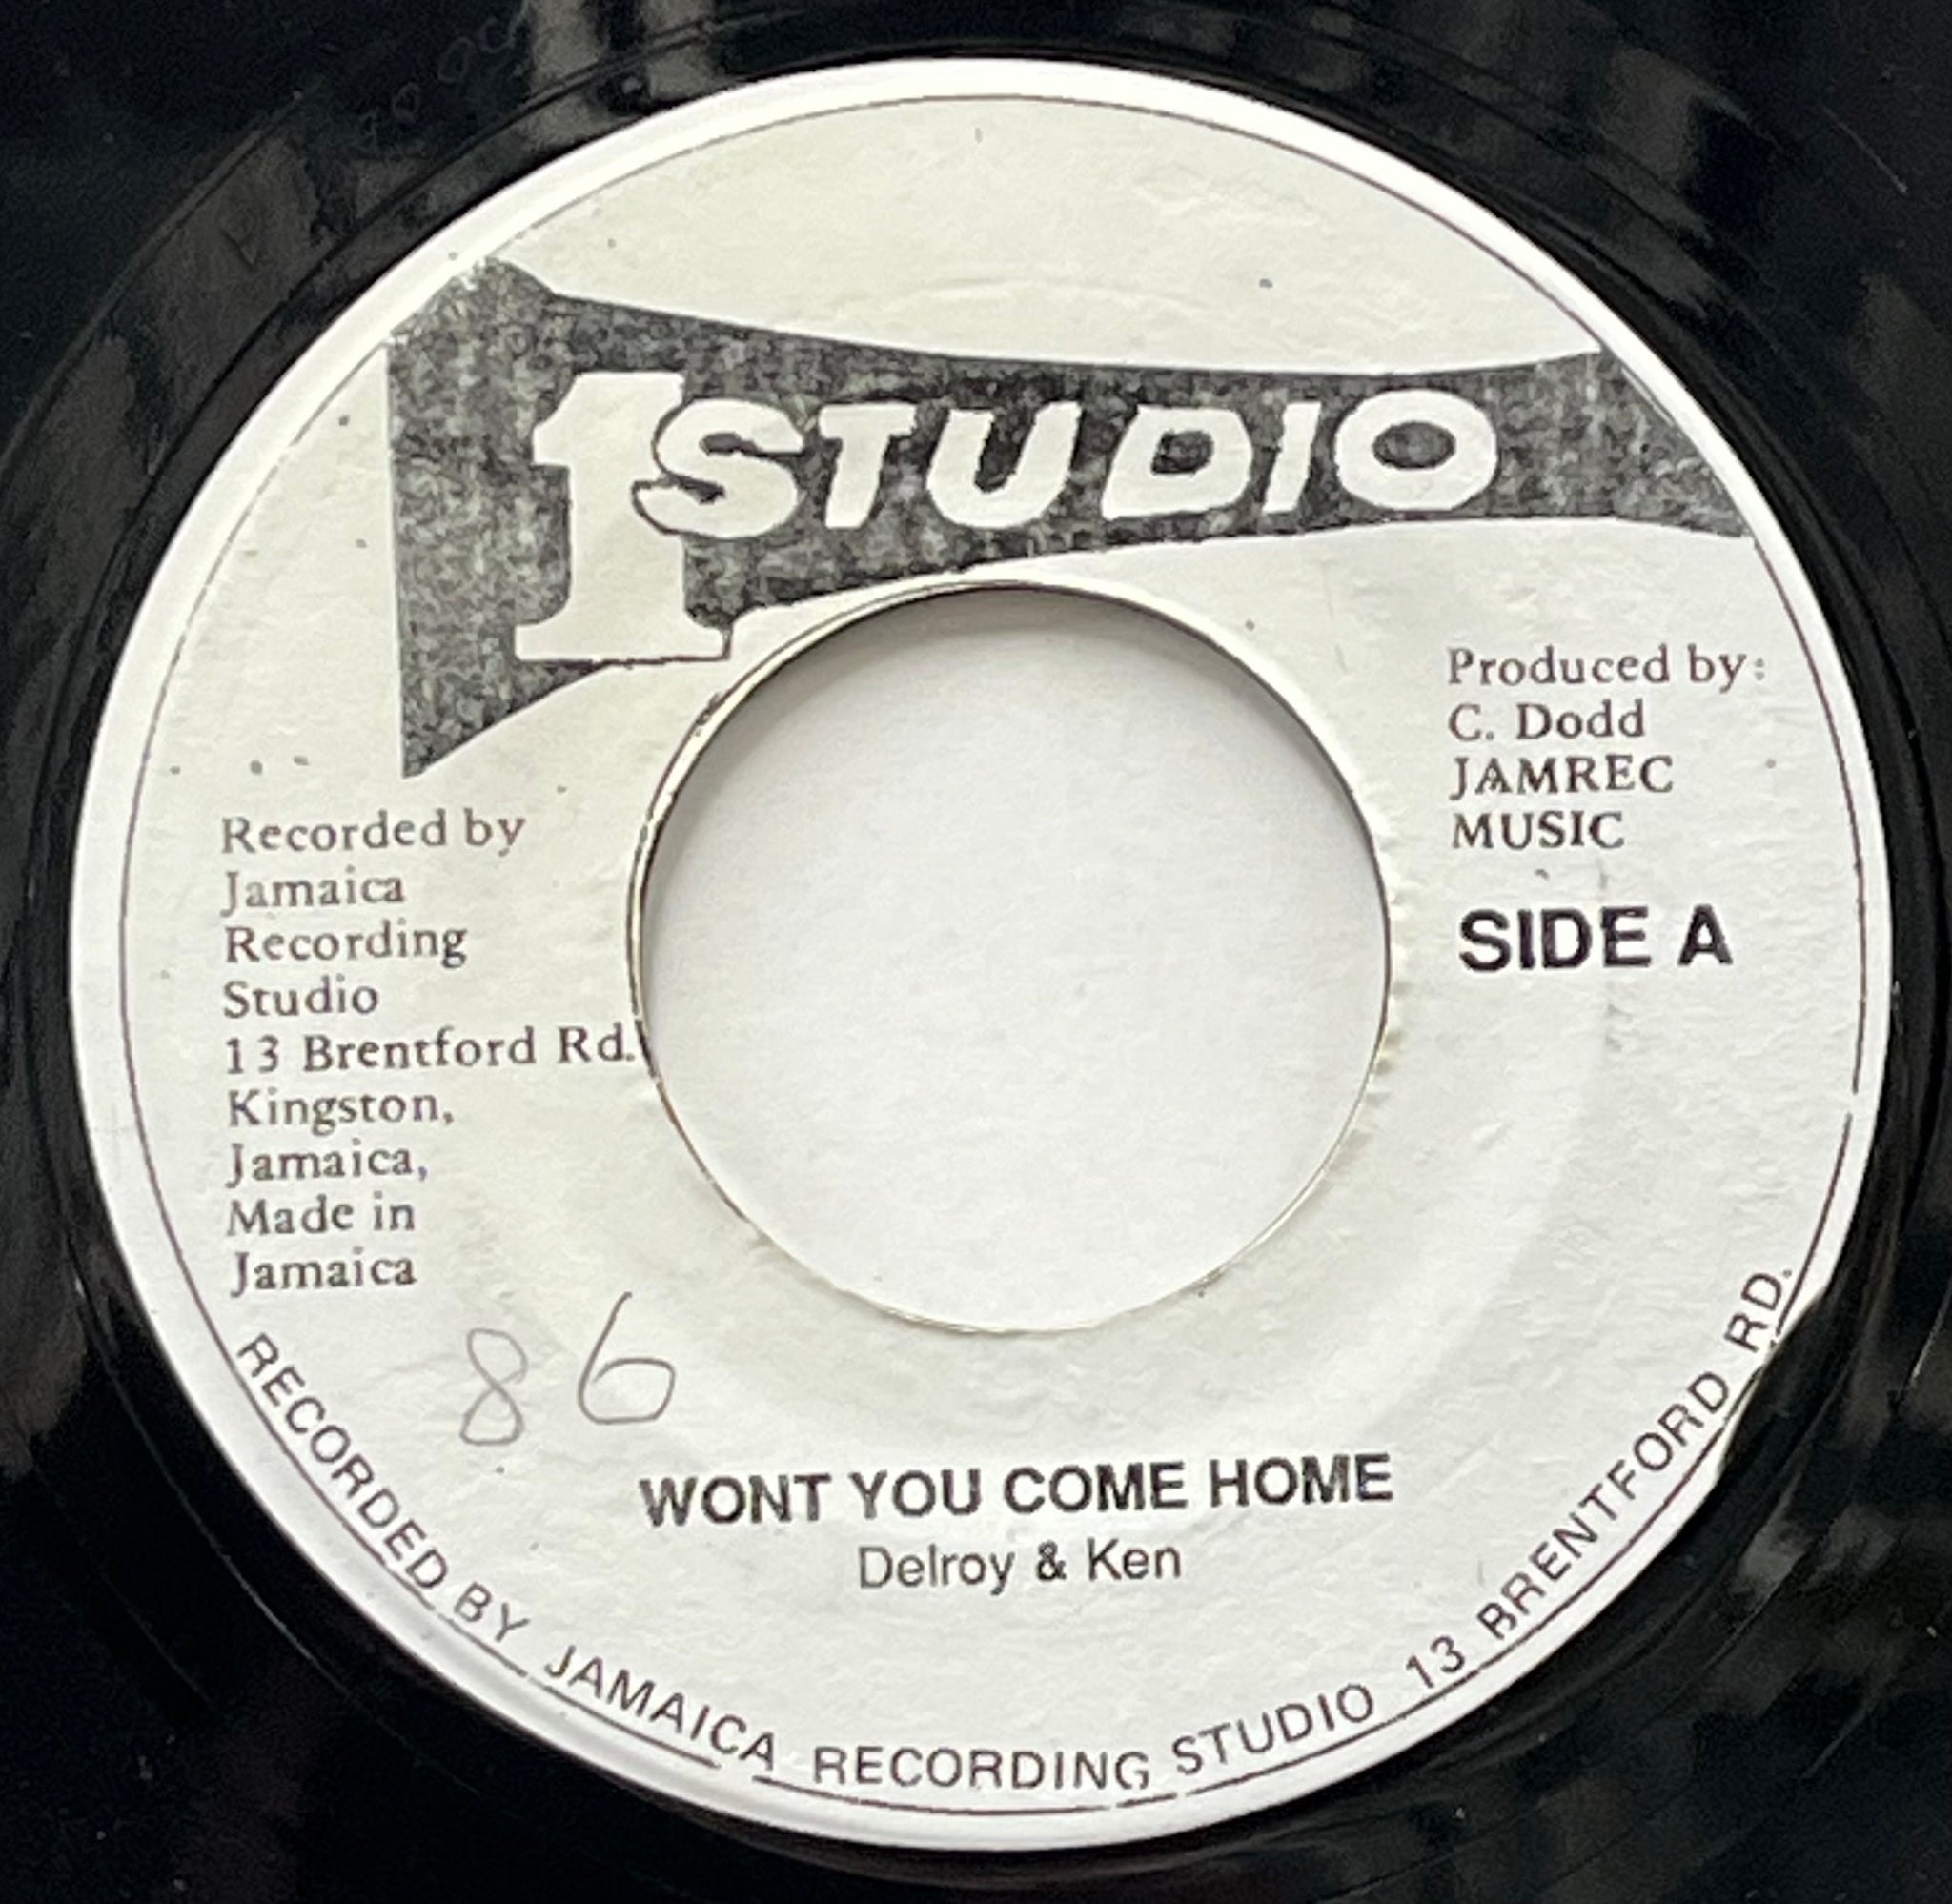 1 STUDIO
Produced by:
C. Dodd
JAMREC
MUSIC
SIDE A
Recorded by
Jamaica
Recording
Studio
13 Brentford Rd.
Kingston,
Jamaica,
Made in
Jamaica
86
WONT YOU COME HOME
Delroy & Ken
RECORDED BY JAMAICA RECORDING STUDIO 13 BRENTFORD RD.